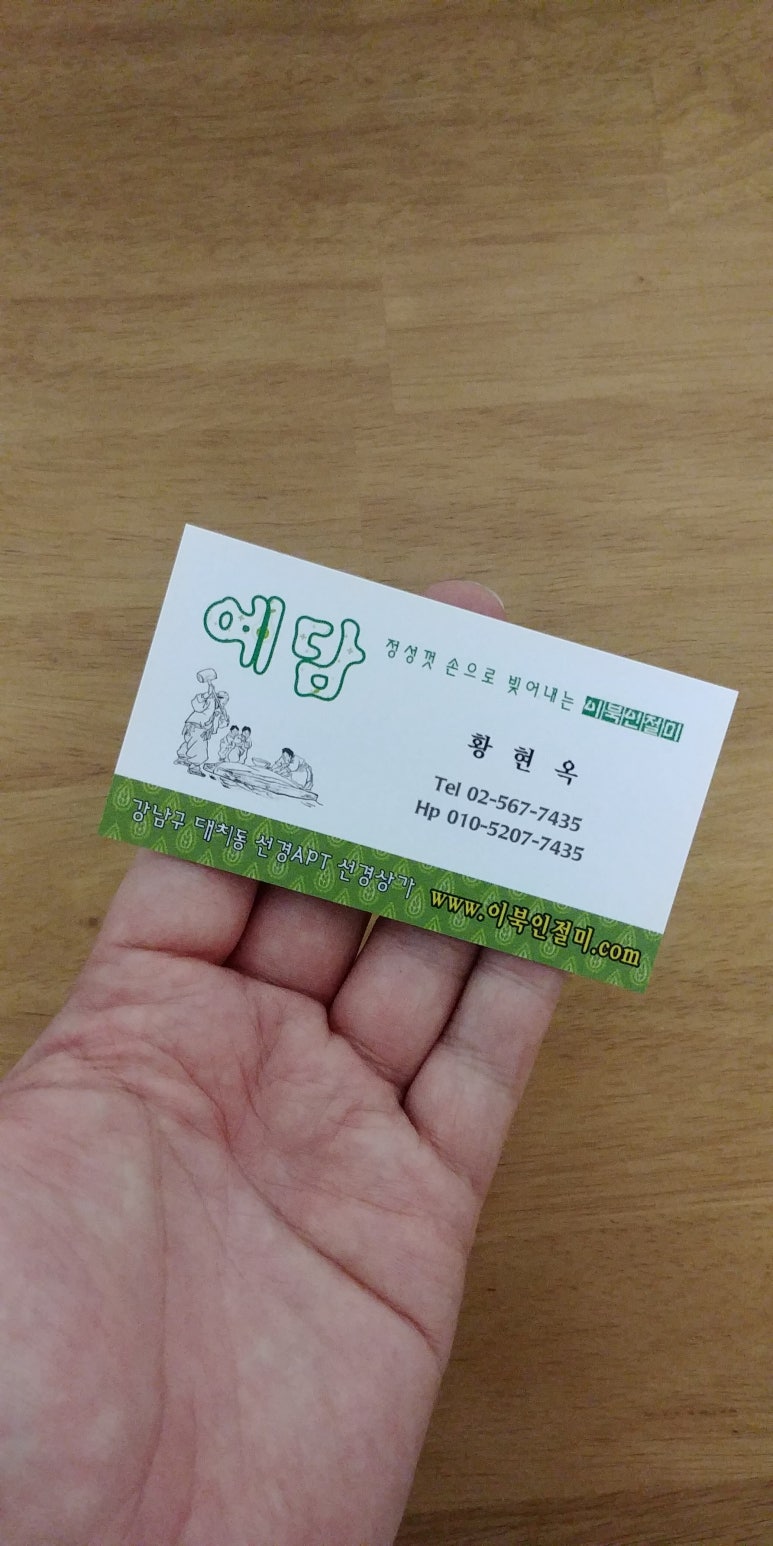 예담
정성껏 손으로 빚어내는 이북인절미
황 현 옥
Tel 02-567-7435
Hp 010-5207-7435
강남구 대치동 선경APT 선경상가
www.이북인절미.com